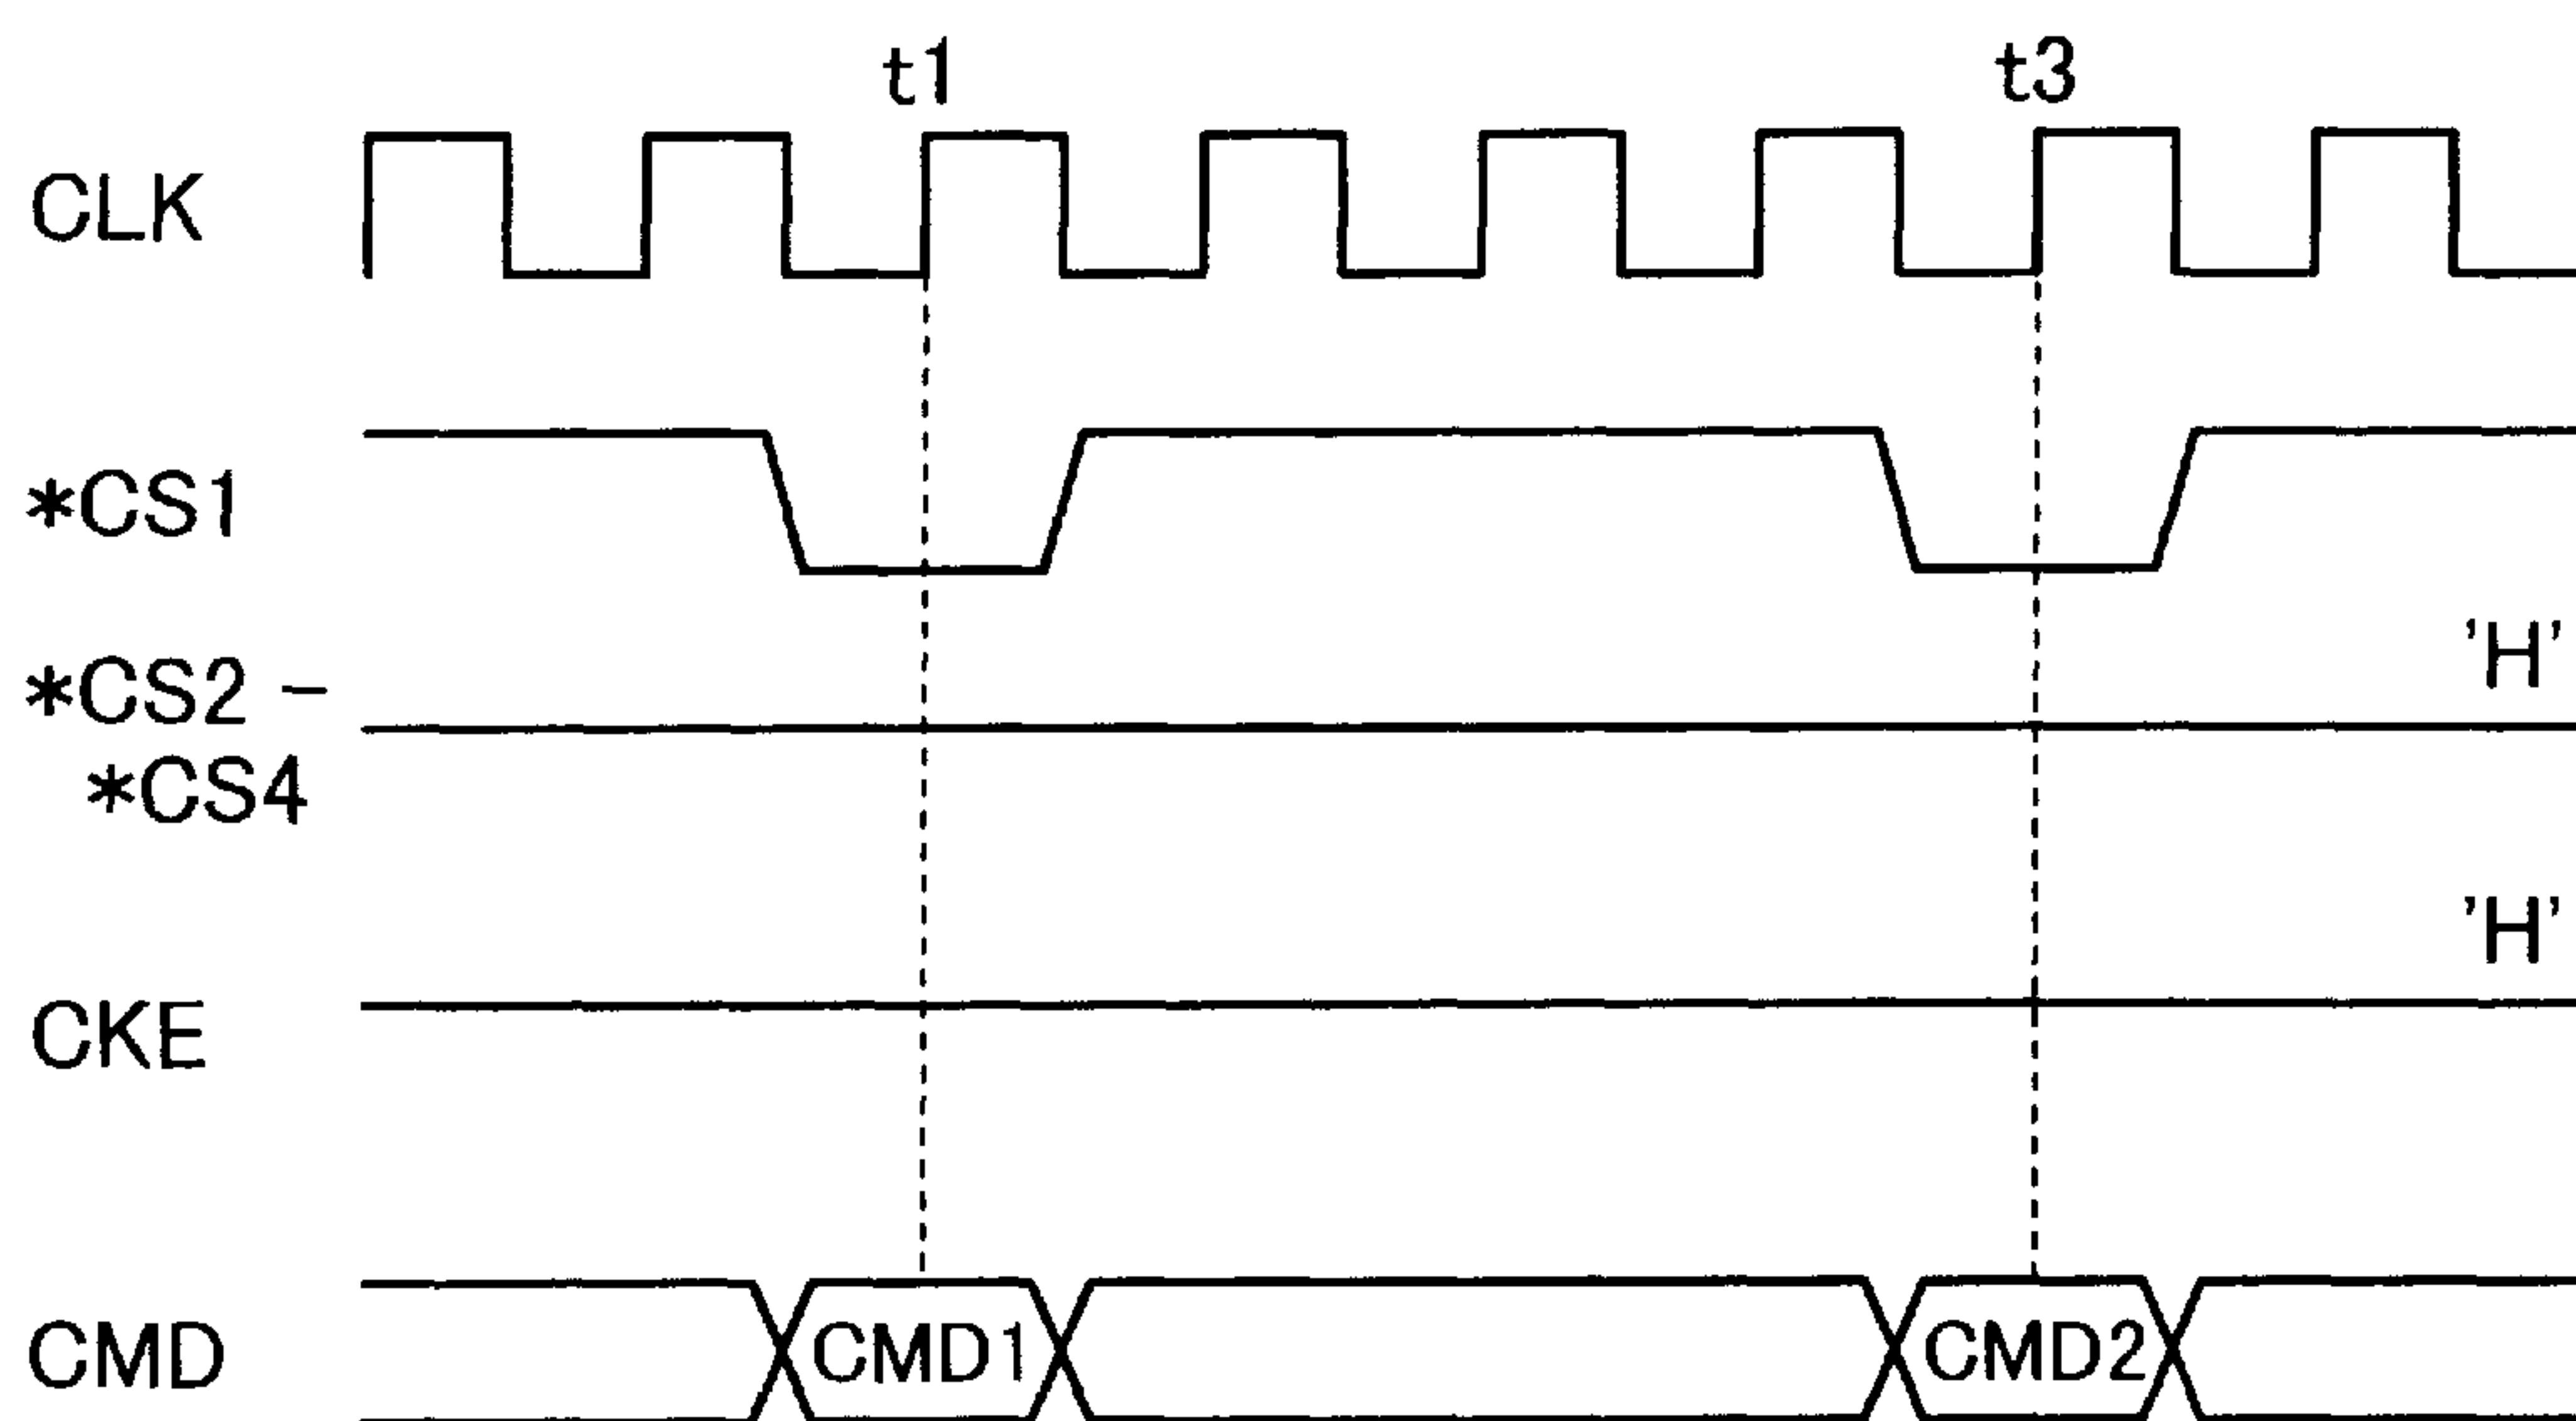 t1
t3
CLK
*CS1
'H'
*CS2 -
*CS4
'H'
CKE
CMD
CMD1
CMD2